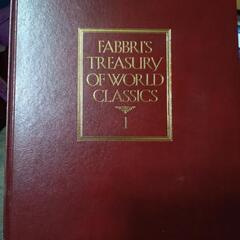 FABBRI'S
TREASURY
OF WORLD
CLASSICS
1